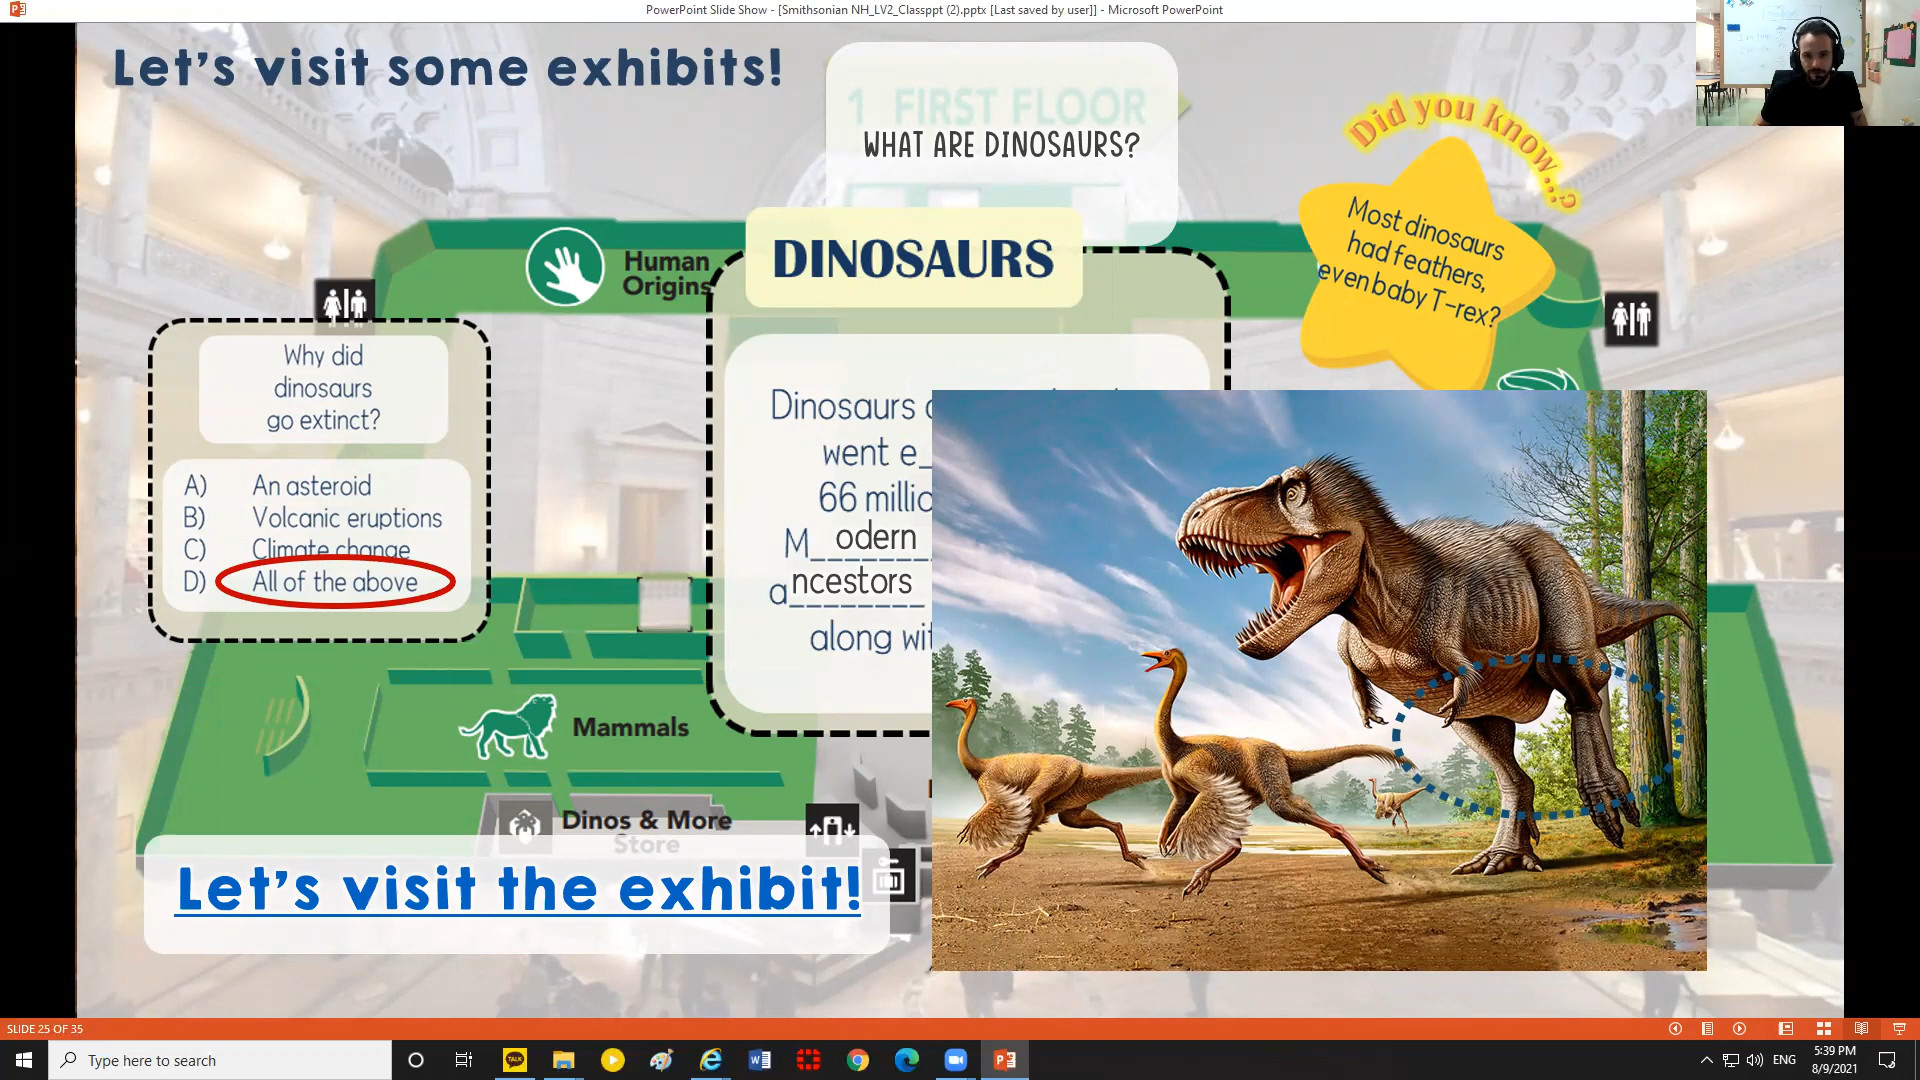 PowerPoint Slide Show - [Smithsonian NH_LV2_Classppt (2).pptx [Last saved by user]] - Microsoft PowerPoint
Let's visit some exhibits!
1 FIRST FLOOR
WHAT ARE DINOSAURS?
Did you know...?
Most dinosaurs
had feathers,
even baby T-rex?
Human
Origins
DINOSAURS
Why did
dinosaurs
go extinct?
A) An asteroid
B) Volcanic eruptions
C) Climate change
D) All of the above
Dinosaurs
went e_
66
M_odern
a_ncestors
along
Mammals
Dinos & More
Store
Let's visit the exhibit!
SLIDE 25 OF 35
Type here to search
TALK
ENG
5:39 PM
8/9/2021